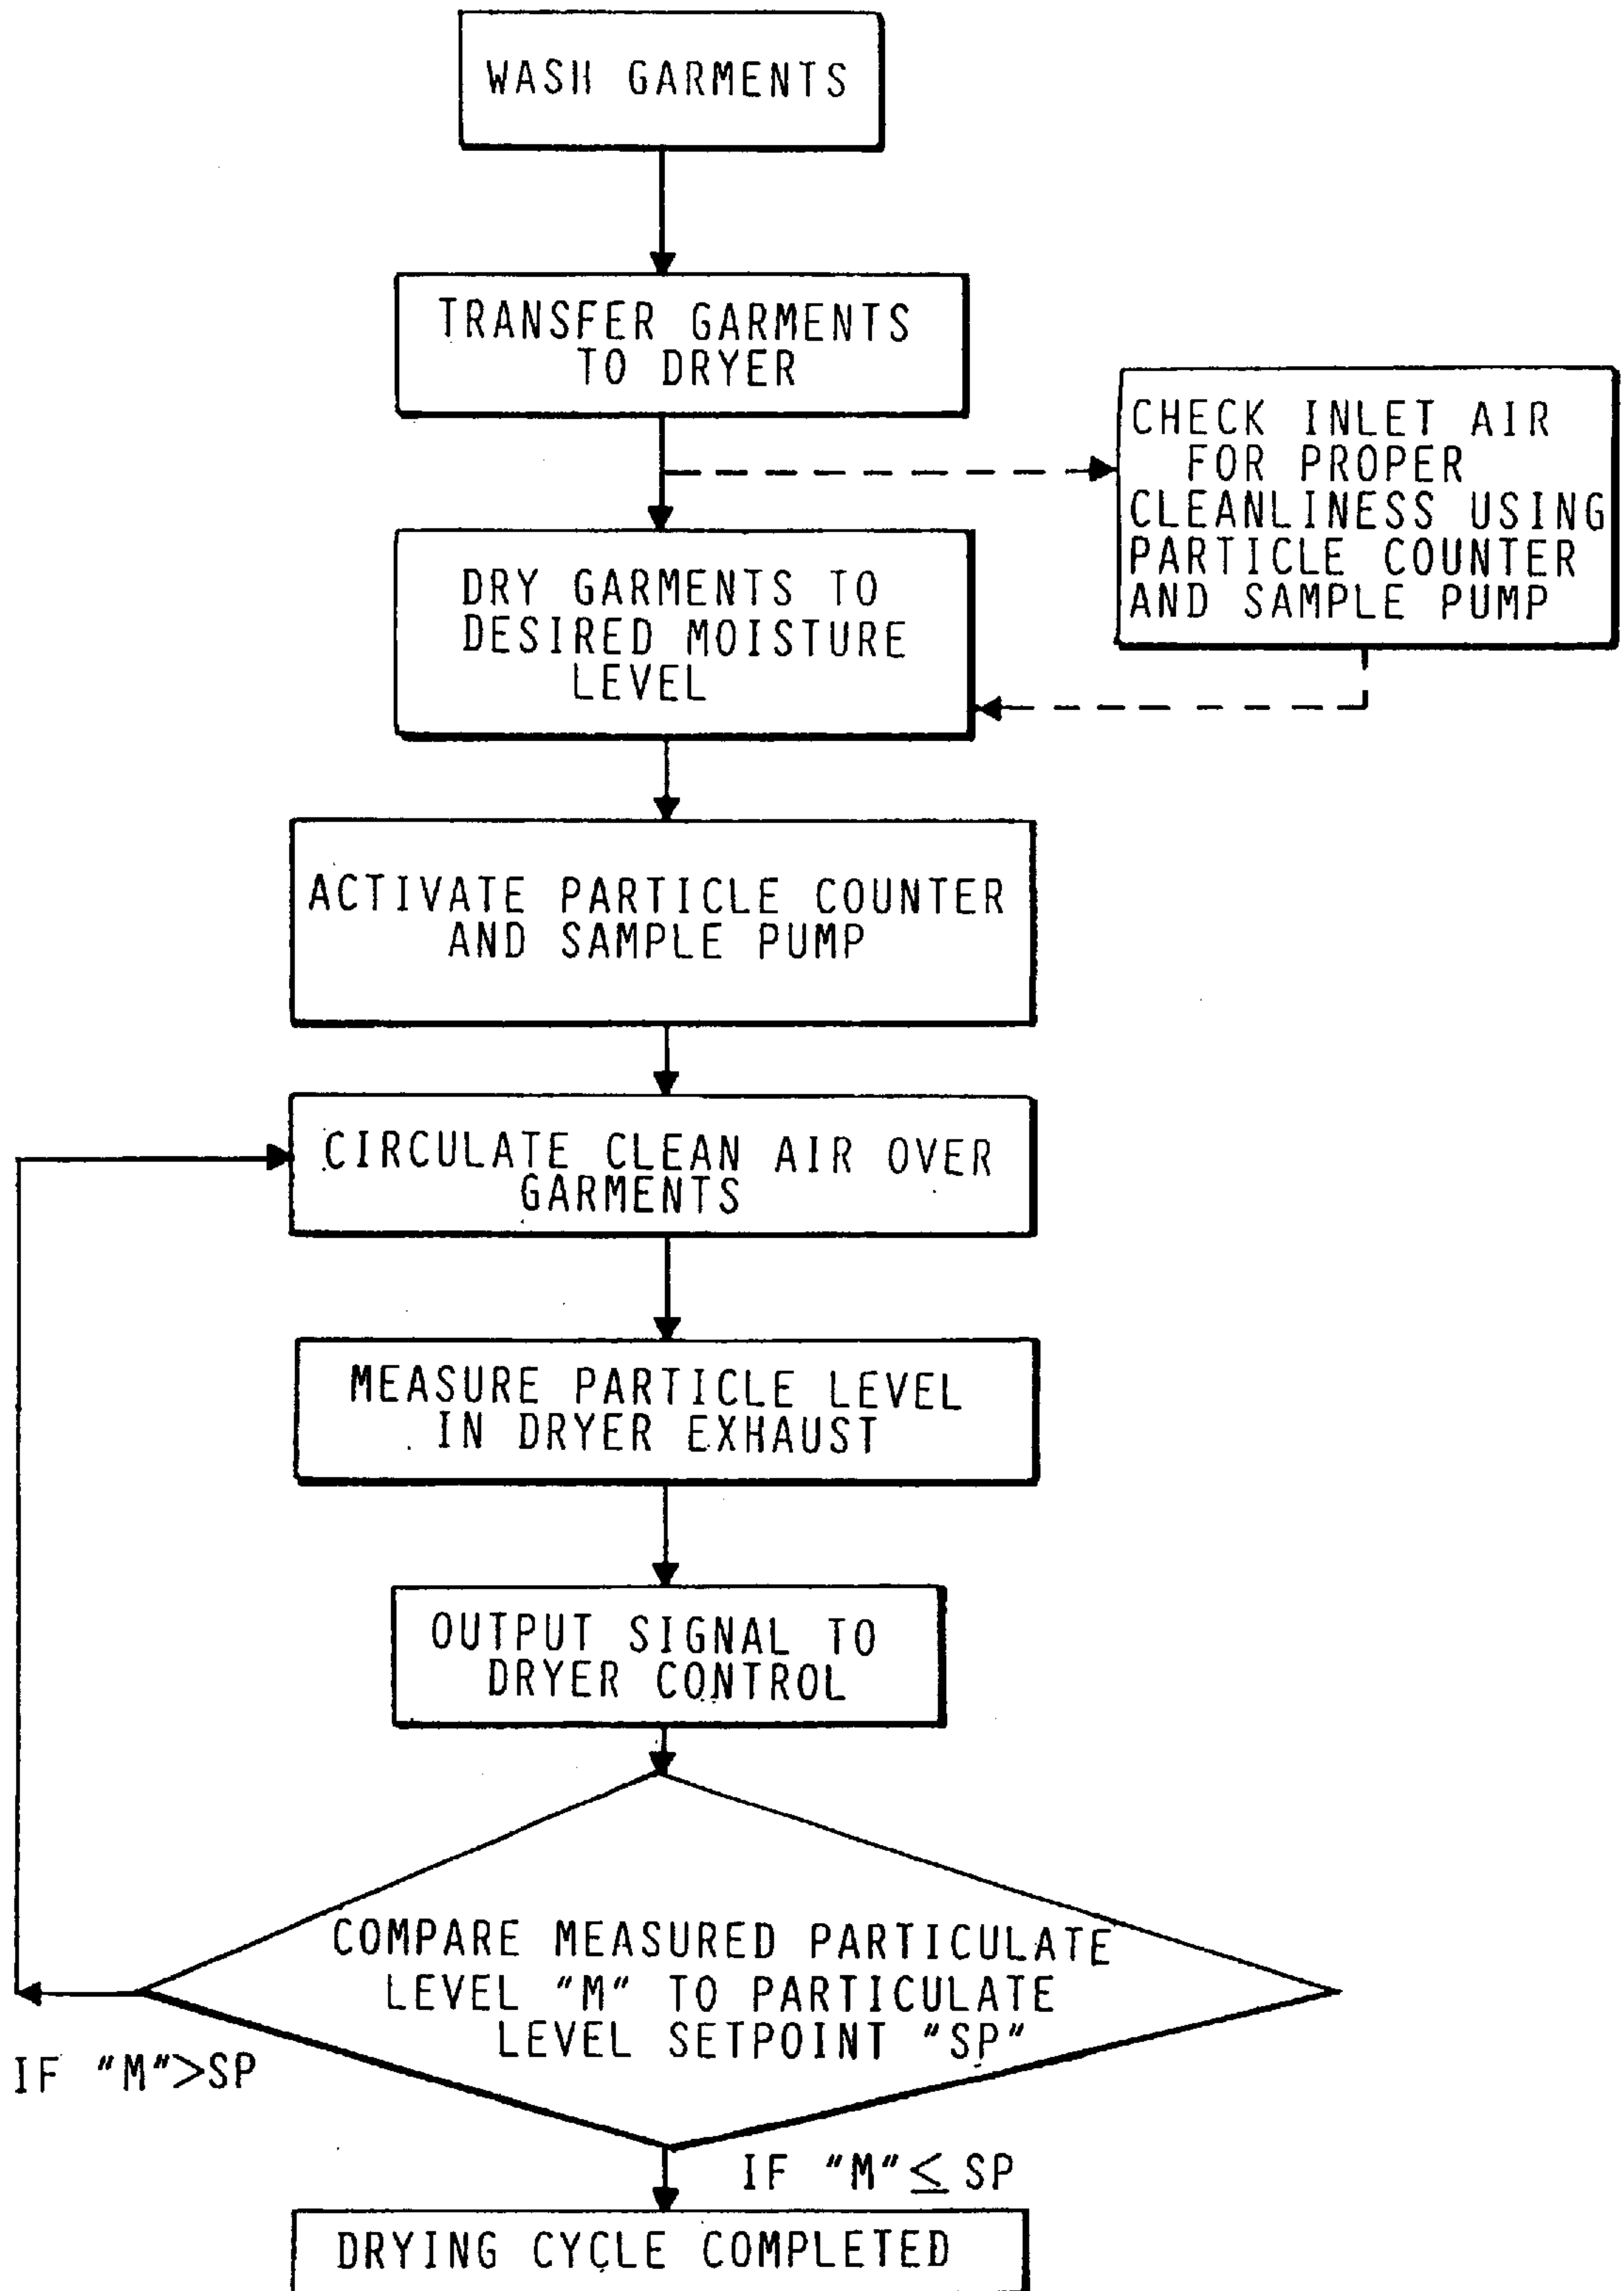 WASH GARMENTS
TRANSFER GARMENTS
TO DRYER
CHECK INLET AIR
FOR PROPER
CLEANLINESS USING
PARTICLE COUNTER
AND SAMPLE PUMP
DRY GARMENTS TO
DESIRED MOISTURE
LEVEL
ACTIVATE PARTICLE COUNTER
AND SAMPLE PUMP
CIRCULATE CLEAN AIR OVER
GARMENTS
MEASURE PARTICLE LEVEL
IN DRYER EXHAUST
OUTPUT SIGNAL TO
DRYER CONTROL
COMPARE MEASURED PARTICULATE
LEVEL "M" TO PARTICULATE
LEVEL SETPOINT "SP"
IF "M">SP
IF "M"≤ SP
DRYING CYCLE COMPLETED